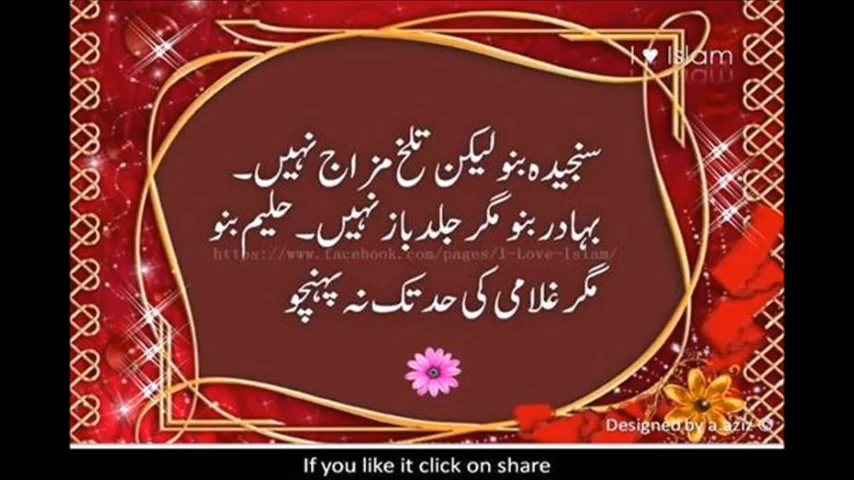 I ♥ Islam
سنجیدہ بنو لیکن تلخ مزاج نہیں۔
بہادر بنو مگر جلد باز نہیں۔ حلیم بنو
https://www.facebook.com/pages/I-Love-Islam/
مگر غلامی کی حد تک نہ پہنچو
Designed by a.aziz ©
If you like it click on share